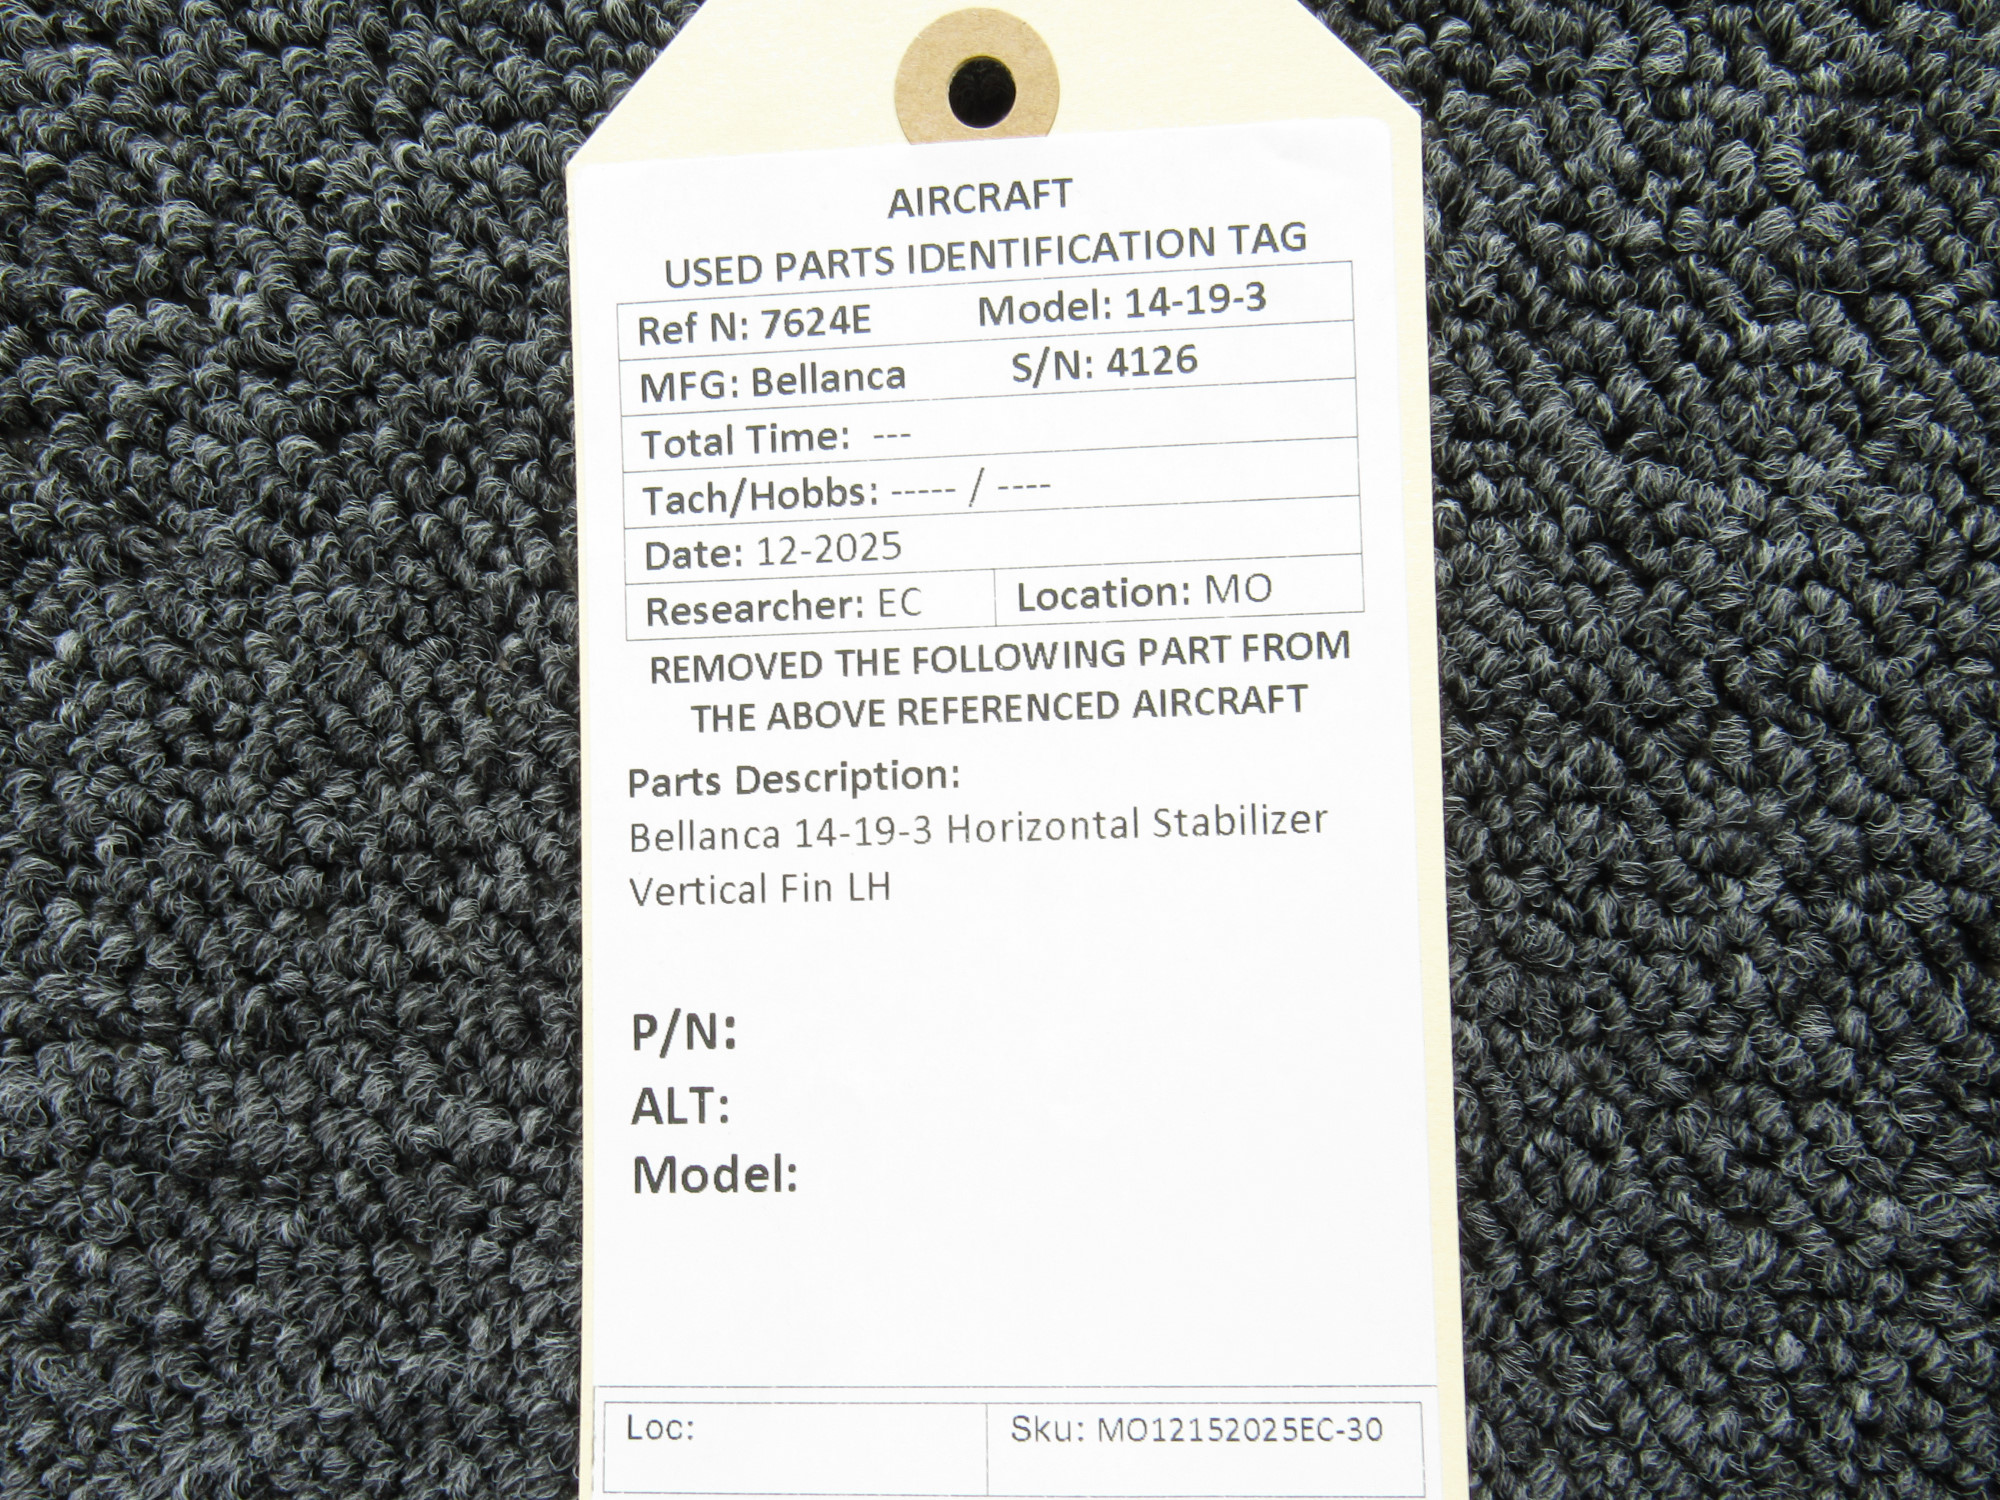 AIRCRAFT
USED PARTS IDENTIFICATION TAG
Ref N: 7624E Model: 14-19-3
MFG: Bellanca S/N: 4126
Total Time: ---
Tach/Hobbs: ----- / ----
Date: 12-2025
Researcher: EC Location: MO
REMOVED THE FOLLOWING PART FROM
THE ABOVE REFERENCED AIRCRAFT
Parts Description:
Bellanca 14-19-3 Horizontal Stabilizer
Vertical Fin LH
P/N:
ALT:
Model:
Loc: Sku: MO12152025EC-30